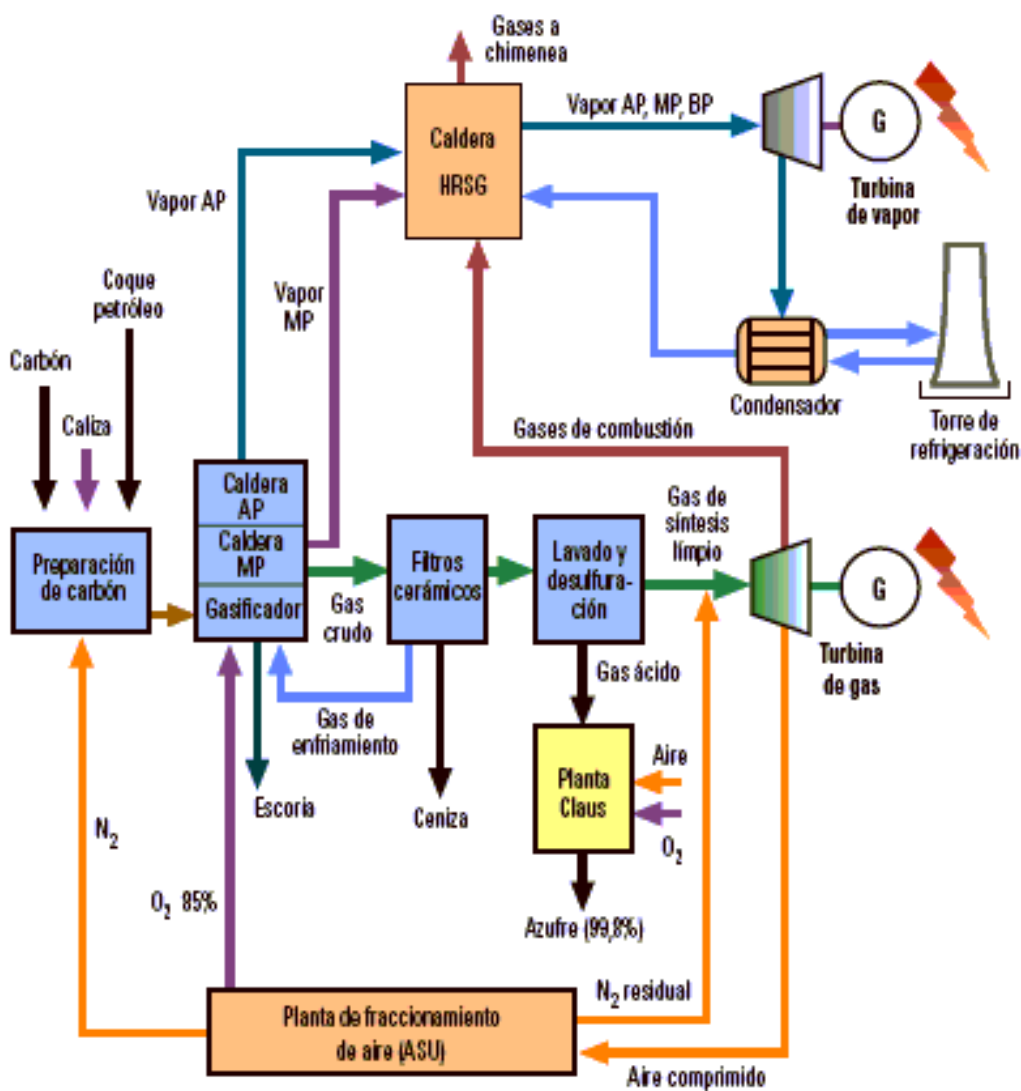 Gases a
chimenea
Vapor AP, MP, BP
Caldera
HRSG
G
Turbina
de vapor
Vapor AP
Vapor
MP
Coque
petróleo
Carbón
Caliza
Condensador
Torre de
refrigeración
Gases de combustión
Caldera
AP
Caldera
MP
Gasificador
Preparación
de carbón
Gas
crudo
Filtros
cerámicos
Lavado y
desulfura-
ción
Gas de
síntesis
límpio
G
Turbina
de gas
Gas de
enfriamiento
Gas ácido
Escoria
Ceniza
Planta
Claus
Aire
O2
Azufre (99,8%)
N2
O2 85%
N2 residual
Planta de fraccionamiento
de aire (ASU)
Aire comprimido